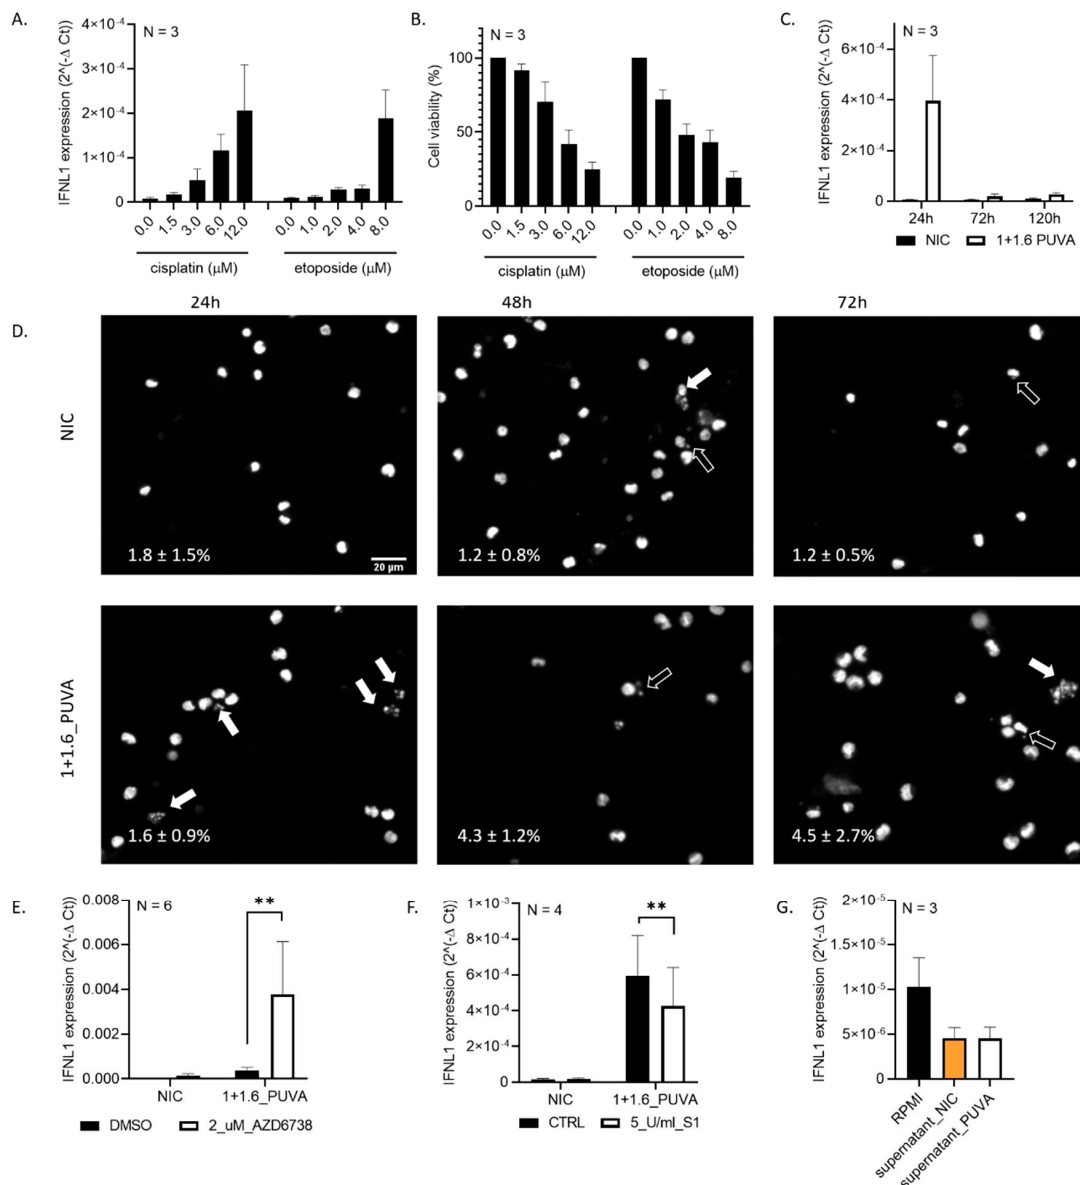 A.
IFNL1 expression (2^(-Δ Ct))
4×10⁻⁴
3×10⁻⁴
2×10⁻⁴
1×10⁻⁴
0
N = 3
0.0 1.5 3.0 6.0 12.0 0.0 1.0 2.0 4.0 8.0
cisplatin (μM) etoposide (μM)
B.
Cell viability (%)
100
50
0
N = 3
0.0 1.5 3.0 6.0 12.0 0.0 1.0 2.0 4.0 8.0
cisplatin (μM) etoposide (μM)
C.
IFNL1 expression (2^(-Δ Ct))
6×10⁻⁴
4×10⁻⁴
2×10⁻⁴
0
N = 3
24h 72h 120h
NIC 1+1.6 PUVA
D.
24h 48h 72h
NIC
1.8 ± 1.5%
20 μm
1.2 ± 0.8%
1.2 ± 0.5%
1+1.6_PUVA
1.6 ± 0.9%
4.3 ± 1.2%
4.5 ± 2.7%
E.
IFNL1 expression (2^(-Δ Ct))
0.008
0.006
0.004
0.002
0.000
N = 6
**
NIC 1+1.6_PUVA
DMSO 2_uM_AZD6738
F.
IFNL1 expression (2^(-Δ Ct))
1×10⁻³
8×10⁻⁴
6×10⁻⁴
4×10⁻⁴
2×10⁻⁴
0
N = 4
**
NIC 1+1.6_PUVA
CTRL 5_U/ml_S1
G.
IFNL1 expression (2^(-Δ Ct))
2×10⁻⁵
1.5×10⁻⁵
1×10⁻⁵
5×10⁻⁶
0
N = 3
RPMI
supernatant_NIC
supernatant_PUVA